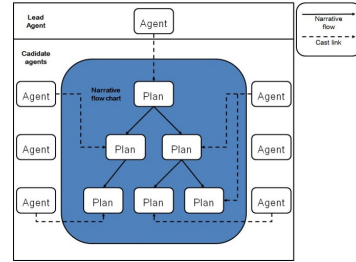 Lead
Agent
Agent
Narrative
flow
Cast link
Cadidate
agents
Narrative
flow chart
Agent
Plan
Agent
Agent
Plan
Plan
Agent
Agent
Plan
Plan
Plan
Agent